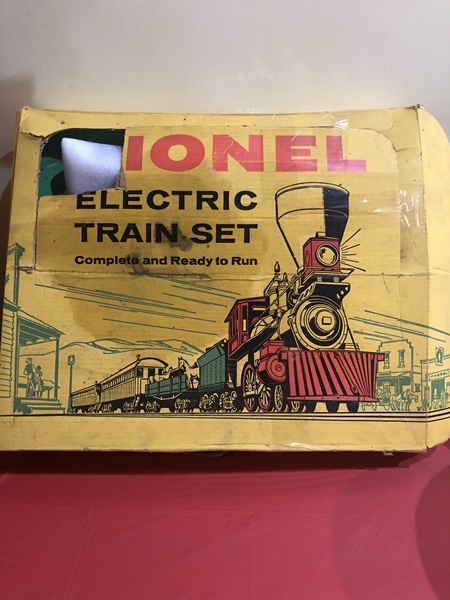 IONEL
ELECTRIC
TRAIN SET
Complete and Ready to Run